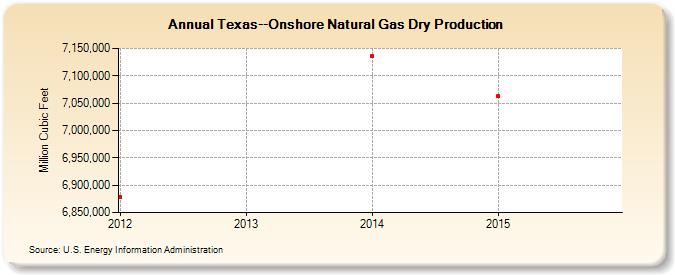 Annual Texas--Onshore Natural Gas Dry Production
Million Cubic Feet
7,150,000
7,100,000
7,050,000
7,000,000
6,950,000
6,900,000
6,850,000
2012 2013 2014 2015
Source: U.S. Energy Information Administration